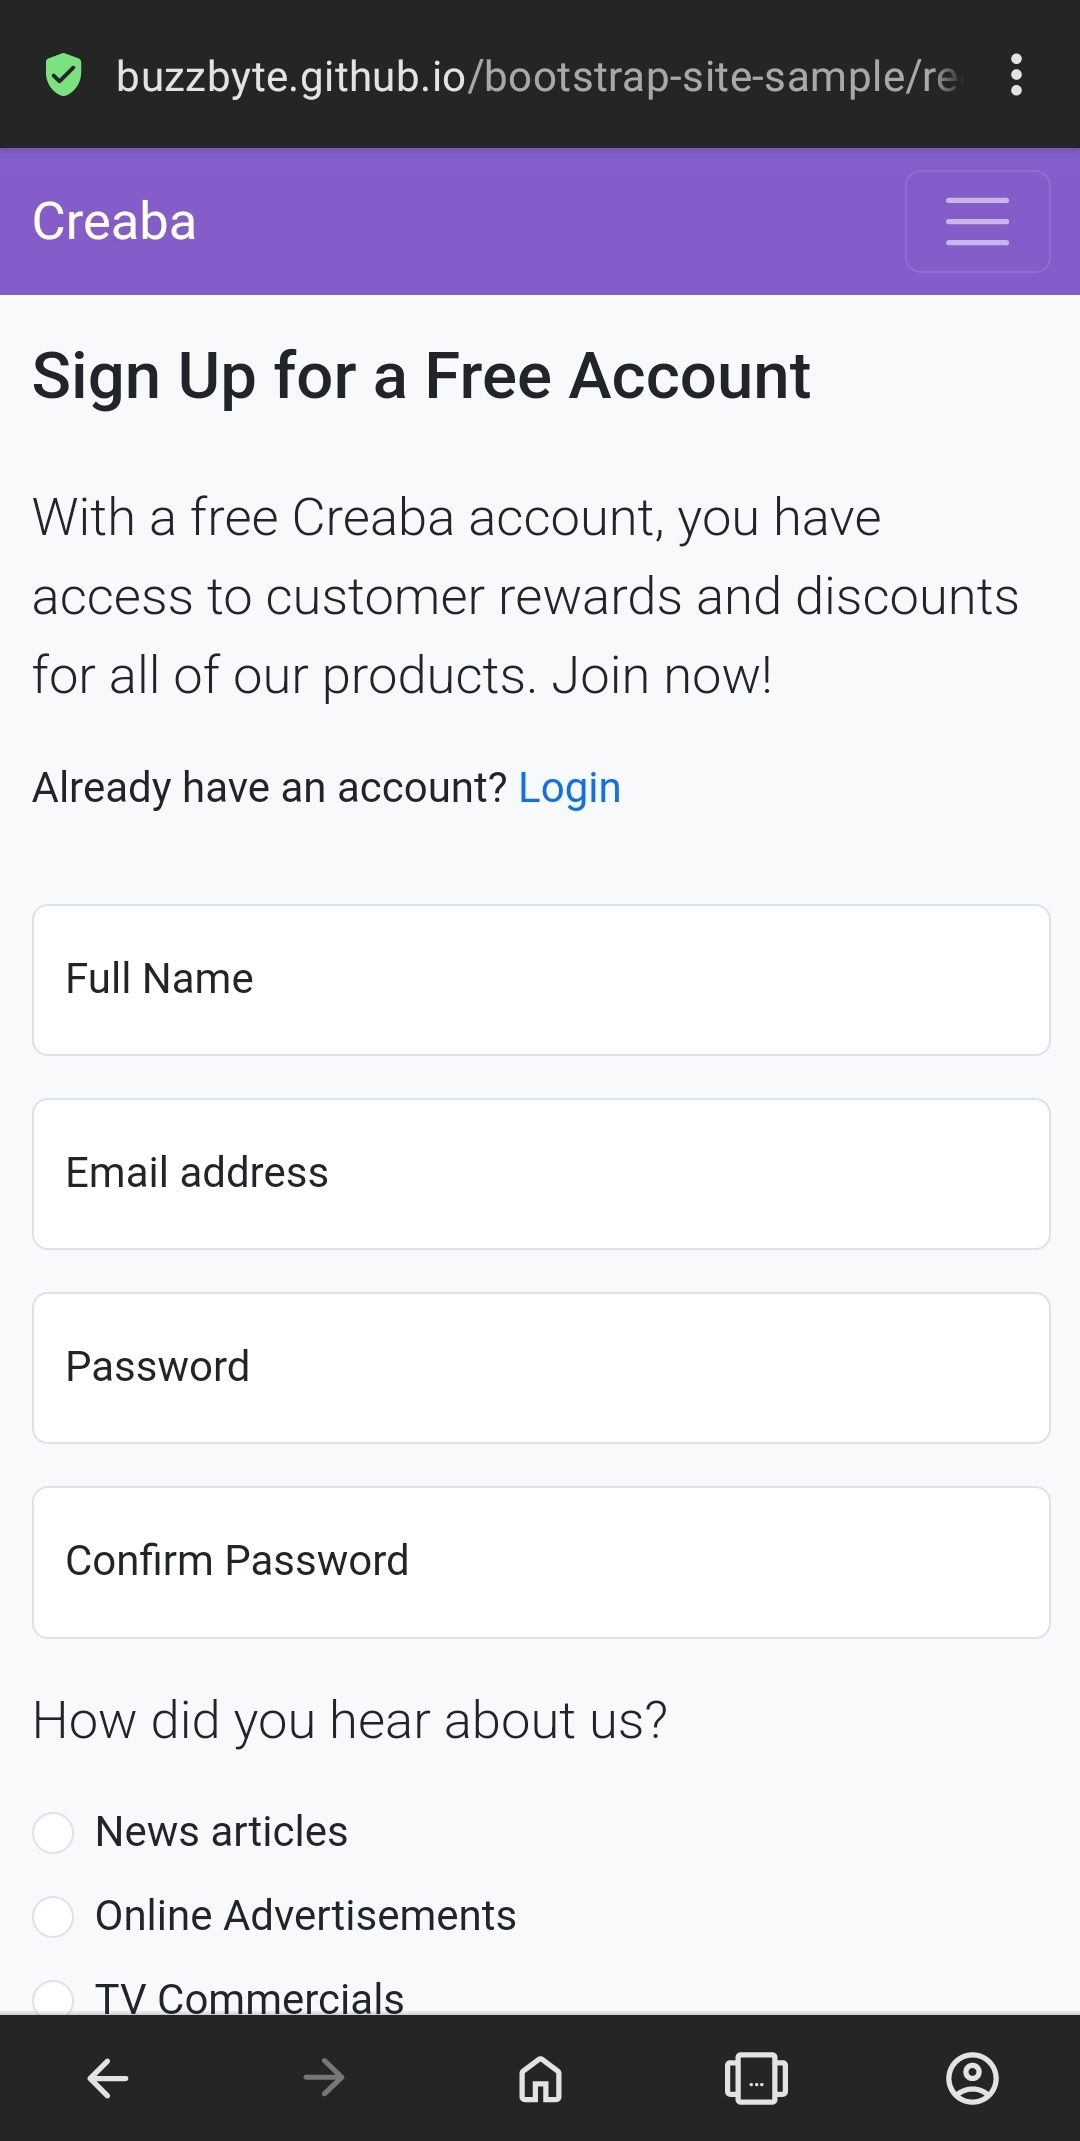 buzzbyte.github.io/bootstrap-site-sample/re
Creaba
Sign Up for a Free Account
With a free Creaba account, you have
access to customer rewards and discounts
for all of our products. Join now!
Already have an account? Login
Full Name
Email address
Password
Confirm Password
How did you hear about us?
News articles
Online Advertisements
TV Commercials